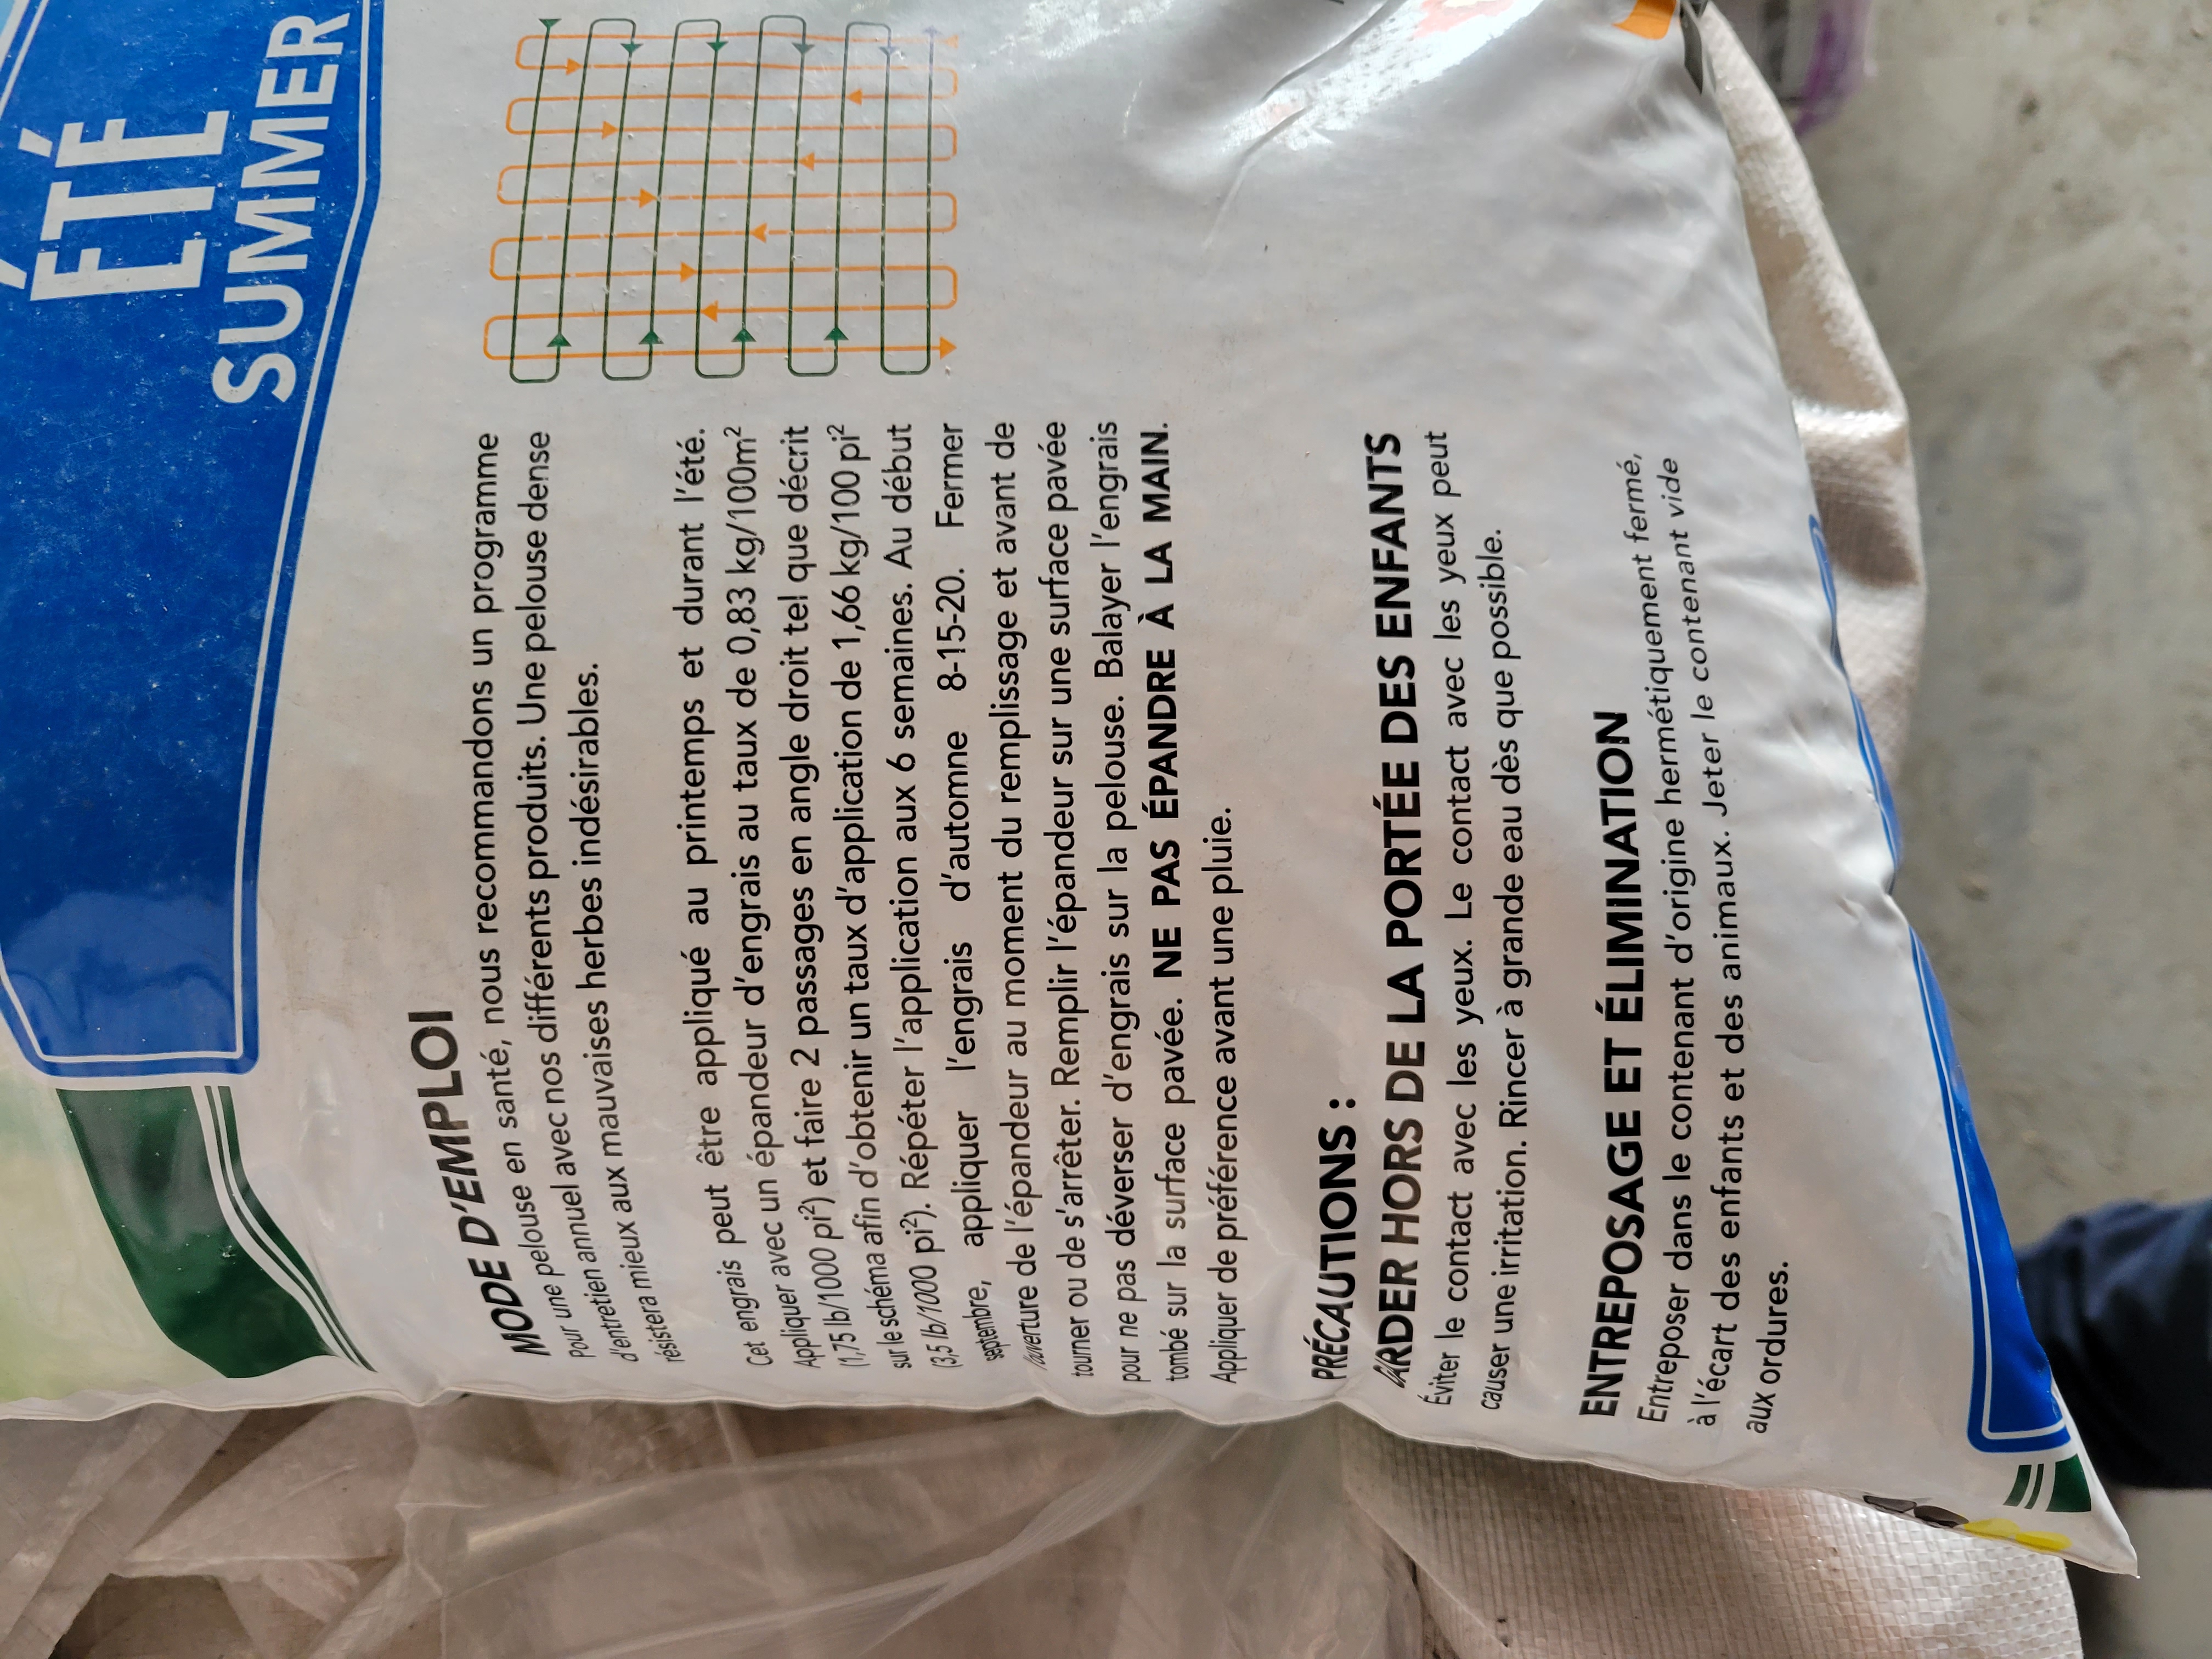 ÉTÉ
SUMMER
MODE D'EMPLOI
Pour une pelouse en santé, nous recommandons un programme
d'entretien annuel avec nos différents produits. Une pelouse dense
résistera mieux aux mauvaises herbes indésirables.
Cet engrais peut être appliqué au printemps et durant l'été.
Appliquer avec un épandeur d'engrais au taux de 0,83 kg/100m²
(1,75 lb/1000 pi²) et faire 2 passages en angle droit tel que décrit
sur le schéma afin d'obtenir un taux d'application de 1,66 kg/100 pi²
(3,5 lb/1000 pi²). Répéter l'application aux 6 semaines. Au début
septembre, appliquer l'engrais d'automne 8-15-20. Fermer
l'ouverture de l'épandeur au moment du remplissage et avant de
tourner ou de s'arrêter. Remplir l'épandeur sur une surface pavée
pour ne pas déverser d'engrais sur la pelouse. Balayer l'engrais
tombé sur la surface pavée. NE PAS ÉPANDRE À LA MAIN.
Appliquer de préférence avant une pluie.
PRÉCAUTIONS :
GARDER HORS DE LA PORTÉE DES ENFANTS
Éviter le contact avec les yeux. Le contact avec les yeux peut
causer une irritation. Rincer à grande eau dès que possible.
ENTREPOSAGE ET ÉLIMINATION
Entreposer dans le contenant d'origine hermétiquement fermé,
à l'écart des enfants et des animaux. Jeter le contenant vide
aux ordures.